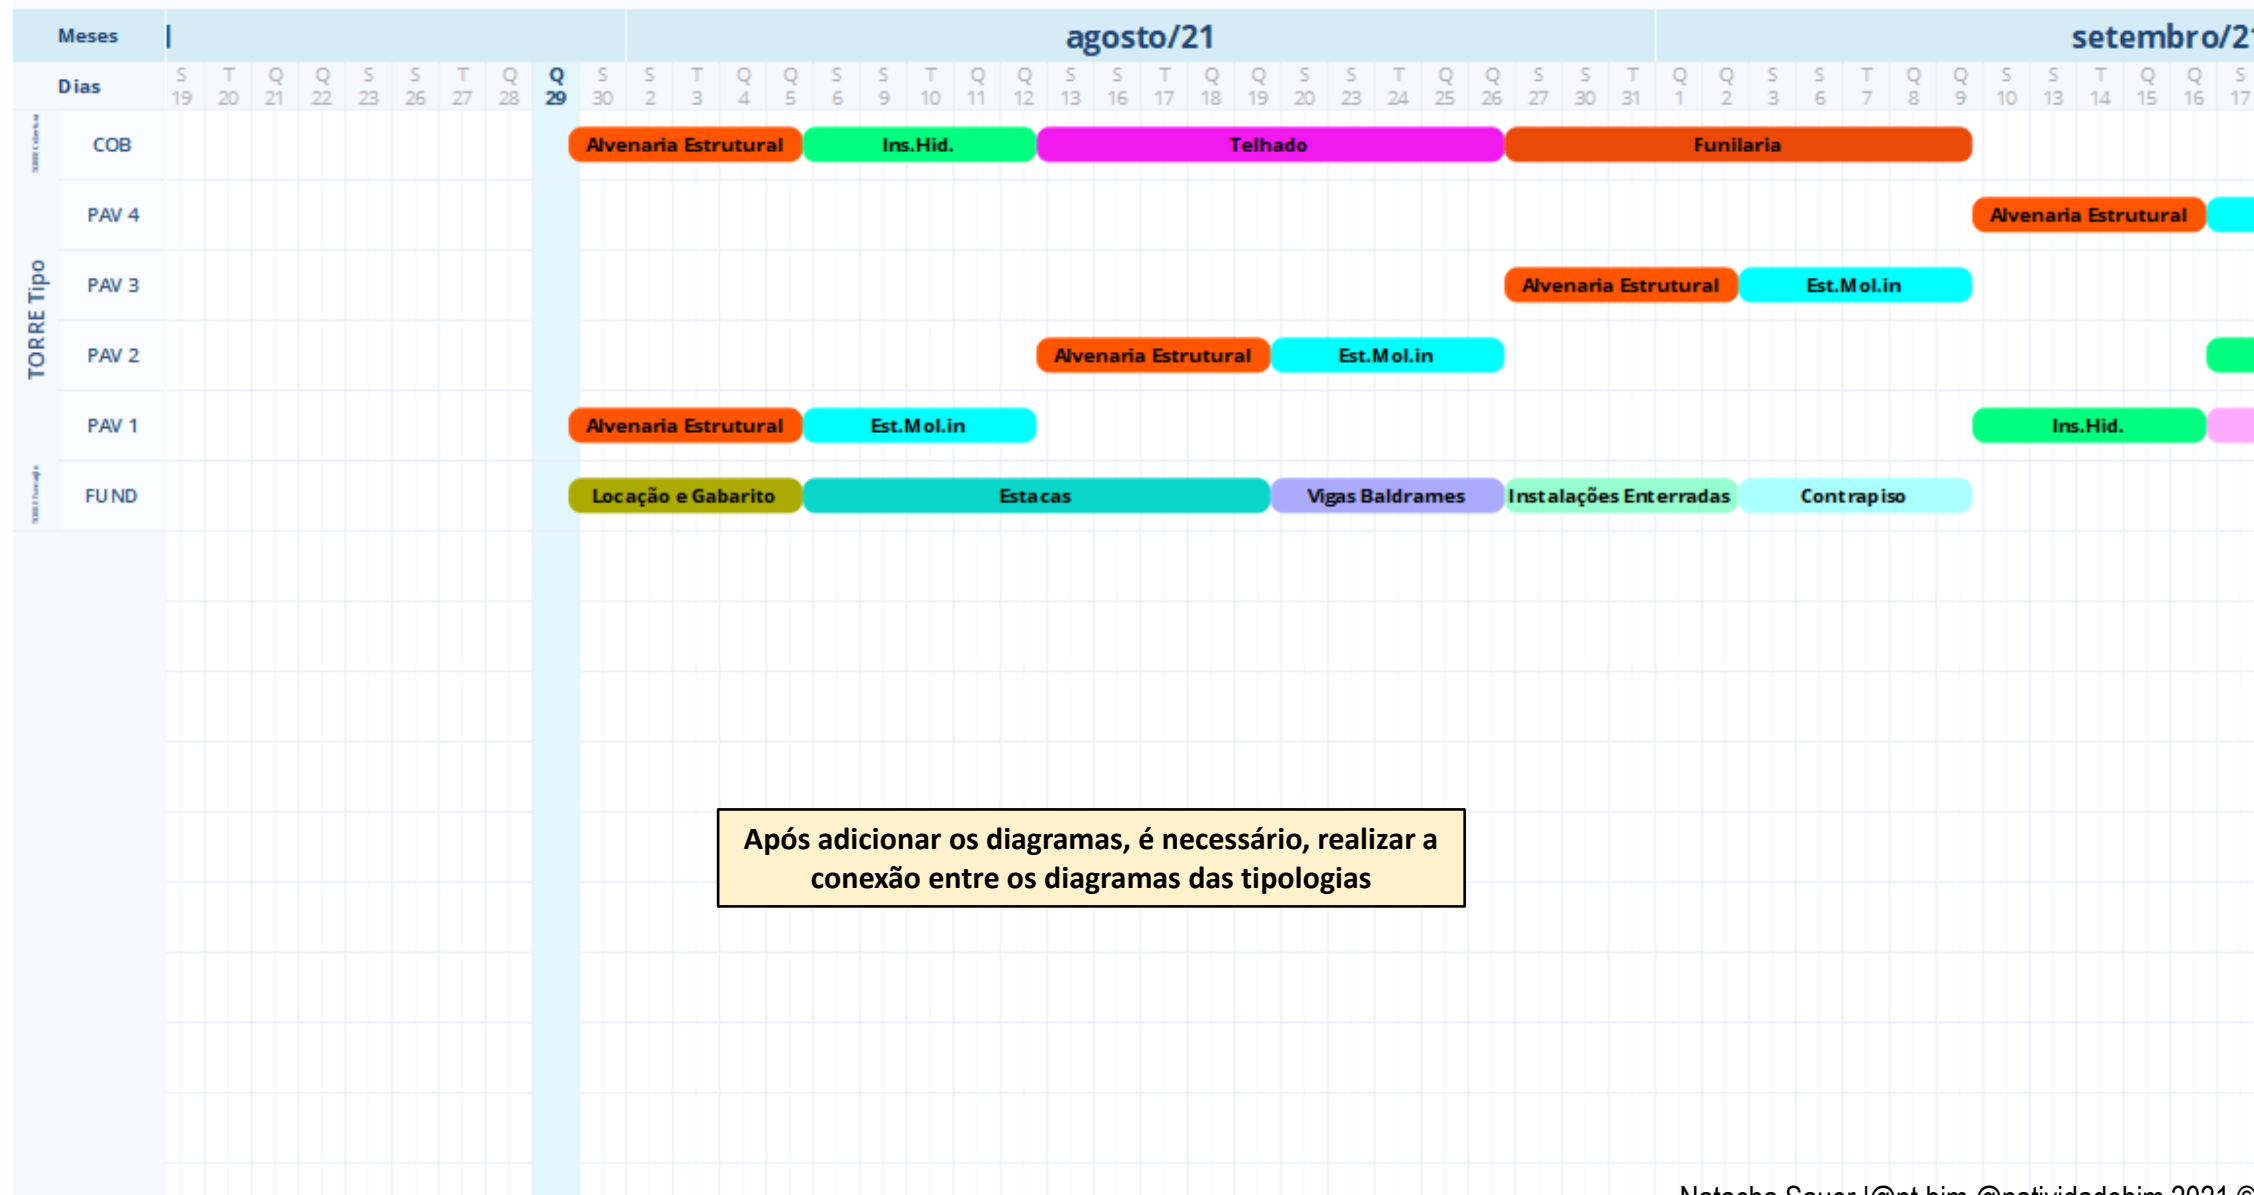 Meses agosto/21 setembro/21
Dias S T Q Q S S T Q Q S S T Q Q S S T Q Q S S T Q Q S S T Q Q S S T Q Q S S T Q Q S S T Q Q S
19 20 21 22 23 26 27 28 29 30 2 3 4 5 6 9 10 11 12 13 16 17 18 19 20 23 24 25 26 27 30 31 1 2 3 6 7 8 9 10 13 14 15 16 17
COB Alvenaria Estrutural Ins.Hid. Telhado Funilaria
PAV 4 Alvenaria Estrutural
TORRE Tipo
PAV 3 Alvenaria Estrutural Est.Mol.in
PAV 2 Alvenaria Estrutural Est.Mol.in
PAV 1 Alvenaria Estrutural Est.Mol.in Ins.Hid.
FUND Locação e Gabarito Estacas Vigas Baldrames Instalações Enterradas Contrapiso
Após adicionar os diagramas, é necessário, realizar a
conexão entre os diagramas das tipologias